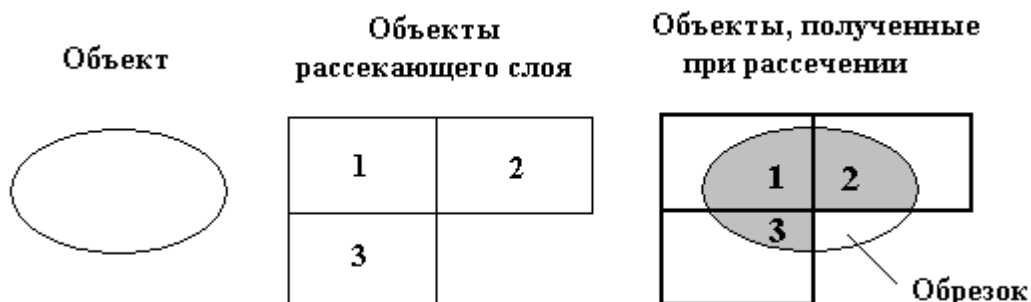 Объект
Объекты
рассекающего слоя
Объекты, полученные
при рассечении
1
2
3
1
2
3
Обрезок